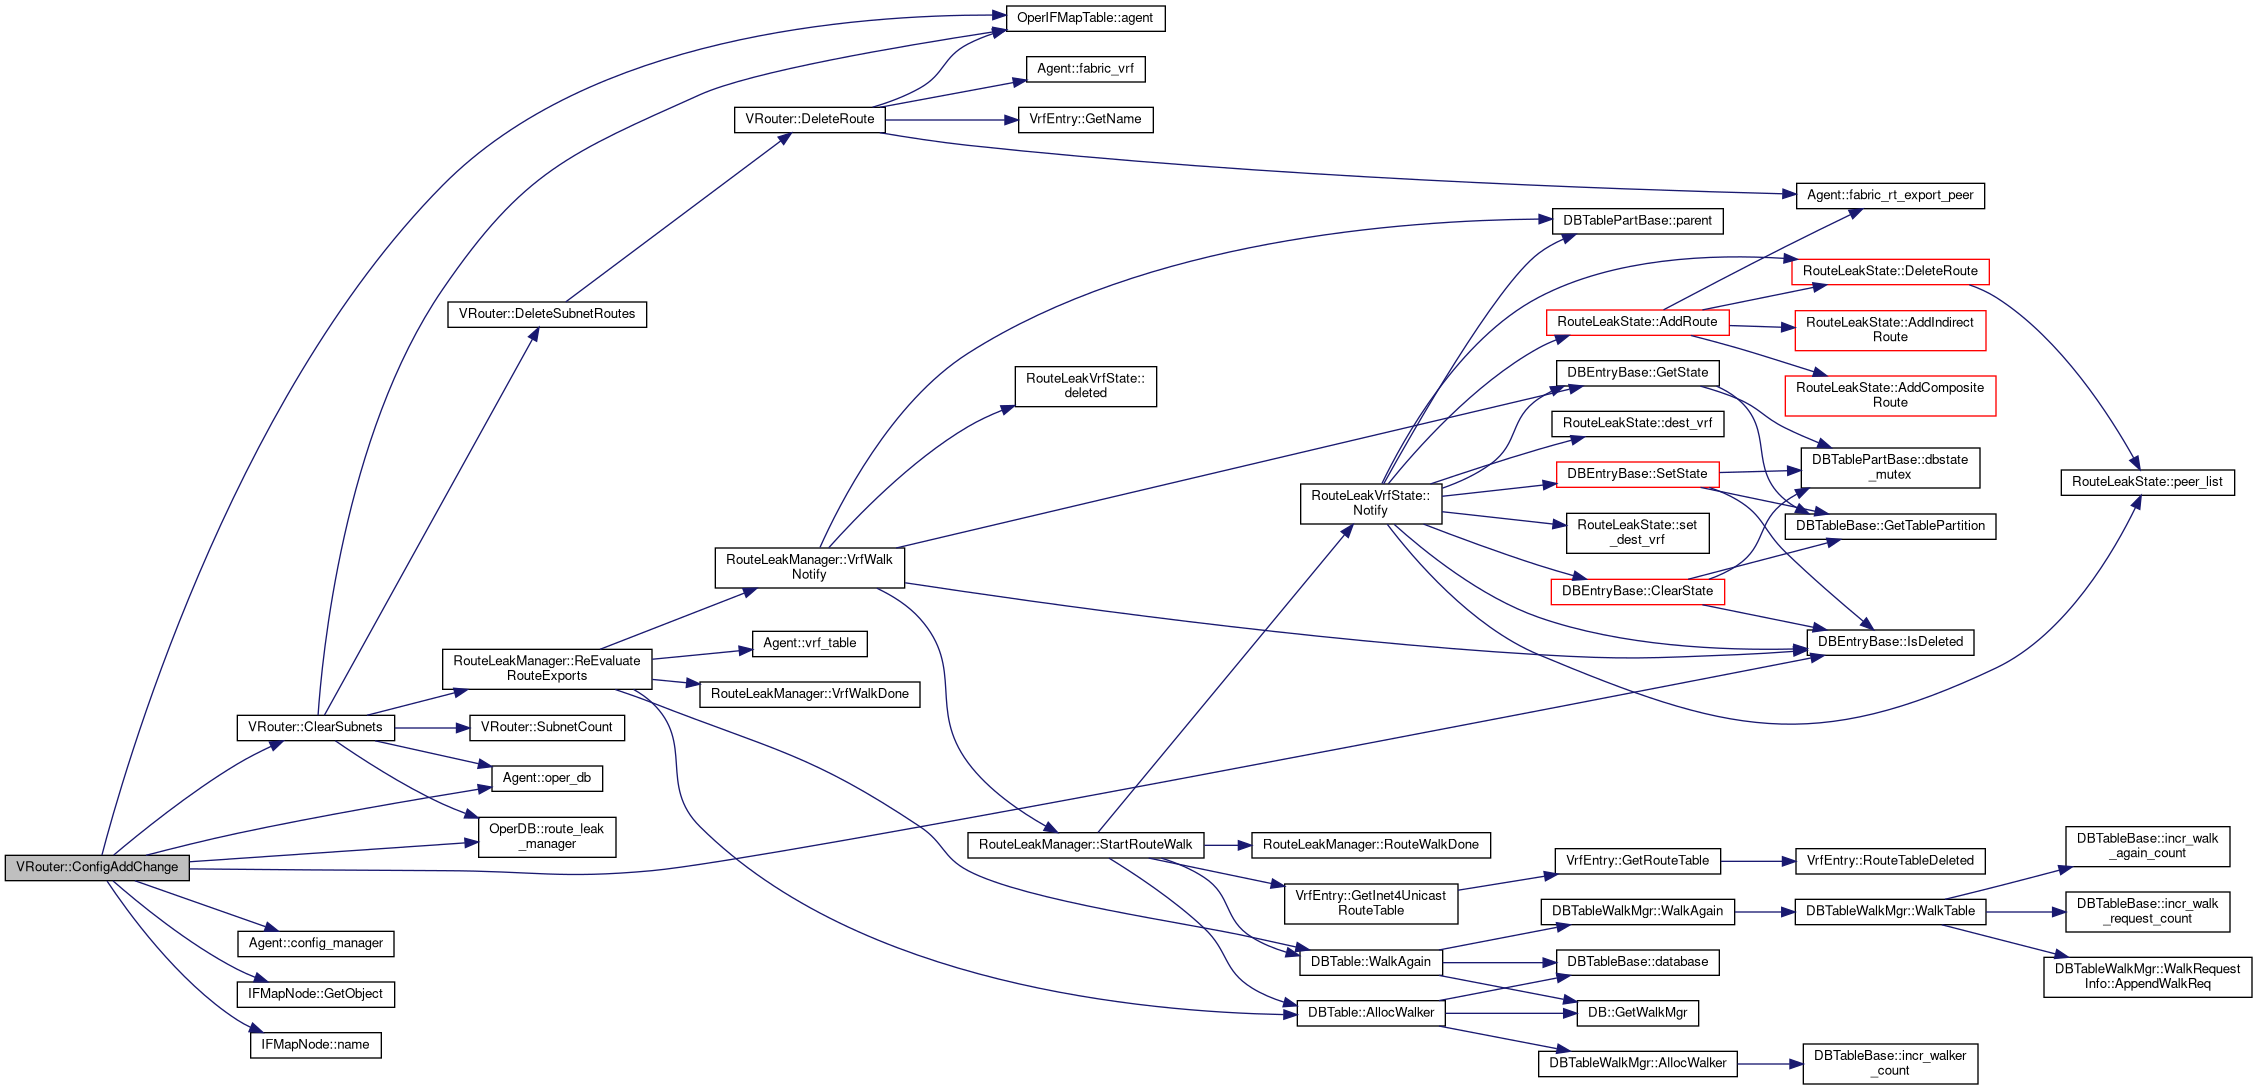 OperIFMapTable::agent
Agent::fabric_vrf
VRouter::DeleteRoute
VrfEntry::GetName
Agent::fabric_rt_export_peer
DBTablePartBase::parent
RouteLeakState::DeleteRoute
VRouter::DeleteSubnetRoutes
RouteLeakState::AddRoute
RouteLeakState::AddIndirect
Route
RouteLeakVrfState::
deleted
DBEntryBase::GetState
RouteLeakState::AddComposite
Route
RouteLeakState::dest_vrf
DBTablePartBase::dbstate
_mutex
DBEntryBase::SetState
RouteLeakState::peer_list
RouteLeakVrfState::
Notify
RouteLeakState::set
_dest_vrf
DBTableBase::GetTablePartition
RouteLeakManager::VrfWalk
Notify
DBEntryBase::ClearState
Agent::vrf_table
DBEntryBase::IsDeleted
RouteLeakManager::ReEvaluate
RouteExports
RouteLeakManager::VrfWalkDone
VRouter::ClearSubnets
VRouter::SubnetCount
Agent::oper_db
OperDB::route_leak
_manager
RouteLeakManager::StartRouteWalk
RouteLeakManager::RouteWalkDone
DBTableBase::incr_walk
_again_count
VRouter::ConfigAddChange
VrfEntry::GetRouteTable
VrfEntry::RouteTableDeleted
VrfEntry::GetInet4Unicast
RouteTable
DBTableWalkMgr::WalkAgain
DBTableWalkMgr::WalkTable
DBTableBase::incr_walk
_request_count
Agent::config_manager
DBTable::WalkAgain
DBTableBase::database
DBTableWalkMgr::WalkRequest
Info::AppendWalkReq
IFMapNode::GetObject
DBTable::AllocWalker
DB::GetWalkMgr
IFMapNode::name
DBTableWalkMgr::AllocWalker
DBTableBase::incr_walker
_count